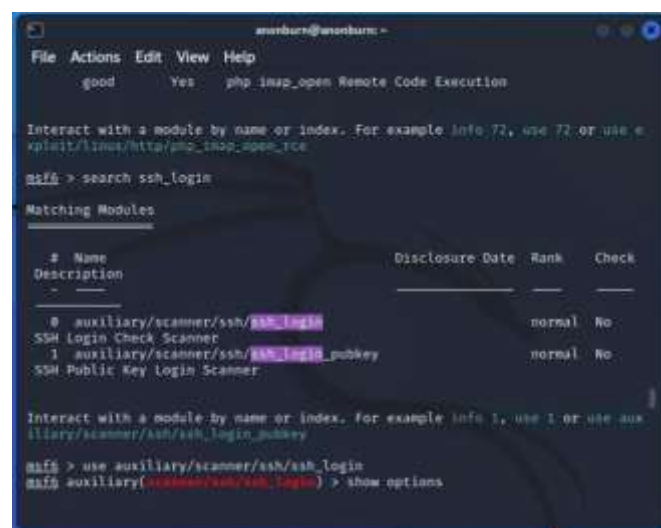 anonburn@anonburn: ~
File Actions Edit View Help
good Yes php imap_open Remote Code Execution
Interact with a module by name or index. For example info 72, use 72 or use e
xploit/linux/http/php_imap_open_rce
msf6 > search ssh_login
Matching Modules
# Name Disclosure Date Rank Check
Description
- ----
0 auxiliary/scanner/ssh/ssh_login normal No
SSH Login Check Scanner
1 auxiliary/scanner/ssh/ssh_login_pubkey normal No
SSH Public Key Login Scanner
Interact with a module by name or index. For example info 1, use 1 or use aux
iliary/scanner/ssh/ssh_login_pubkey
msf6 > use auxiliary/scanner/ssh/ssh_login
msf6 auxiliary(scanner/ssh/ssh_login) > show options